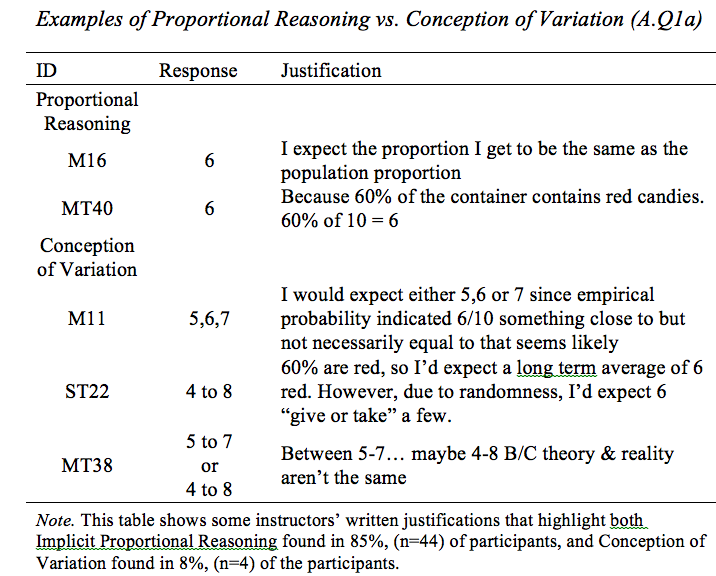 Examples of Proportional Reasoning vs. Conception of Variation (A.Q1a)
ID Response Justification
Proportional
Reasoning
M16 6 I expect the proportion I get to be the same as the
population proportion
MT40 6 Because 60% of the container contains red candies.
60% of 10 = 6
Conception
of Variation
M11 5,6,7 I would expect either 5,6 or 7 since empirical
probability indicated 6/10 something close to but
not necessarily equal to that seems likely
ST22 4 to 8 60% are red, so I’d expect a long term average of 6
red. However, due to randomness, I’d expect 6
“give or take” a few.
MT38 5 to 7
or
4 to 8
Between 5-7… maybe 4-8 B/C theory & reality
aren’t the same
Note. This table shows some instructors’ written justifications that highlight both
Implicit Proportional Reasoning found in 85%, (n=44) of participants, and Conception of
Variation found in 8%, (n=4) of the participants.